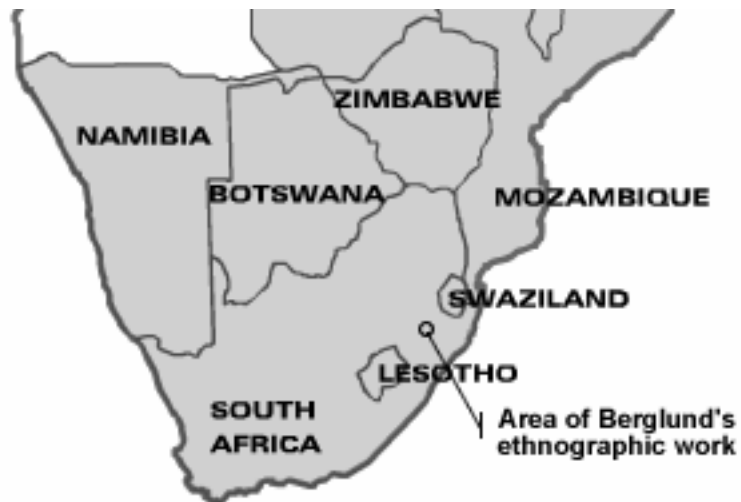 ZIMBABWE
NAMIBIA
BOTSWANA
MOZAMBIQUE
SWAZILAND
LESOTHO
SOUTH
AFRICA
Area of Berglund's
ethnographic work